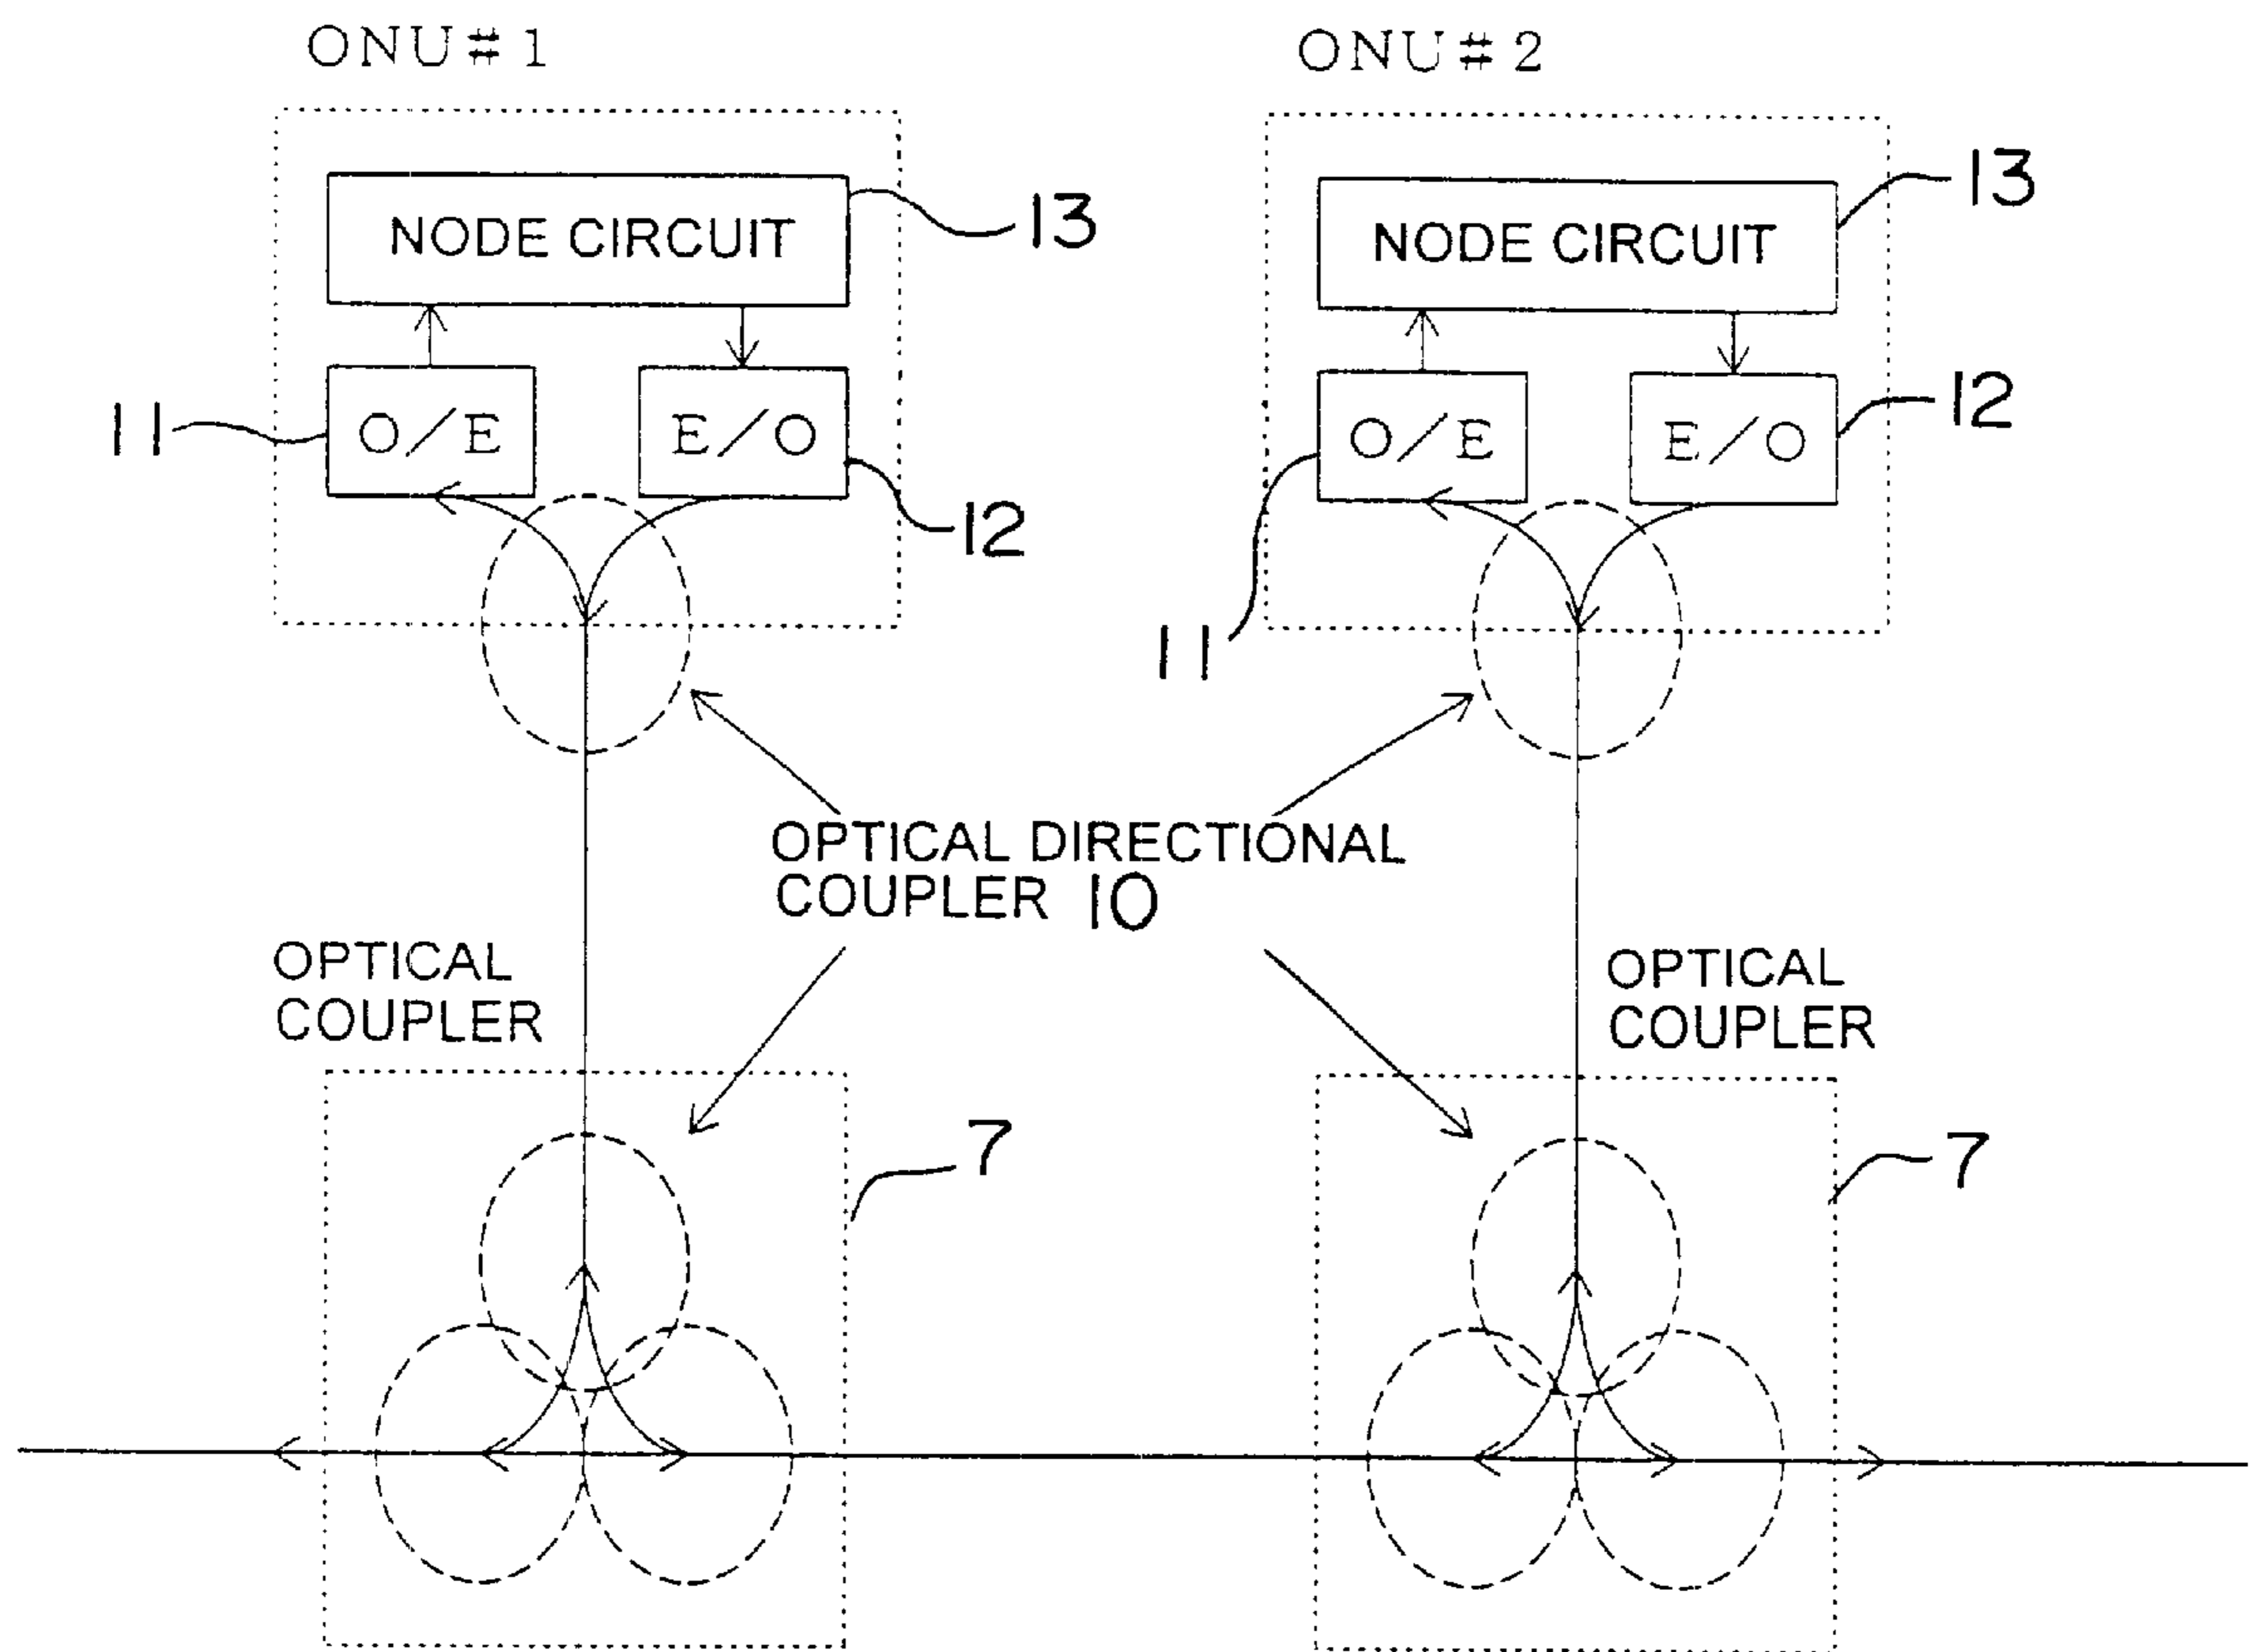 ONU#1
ONU#2
NODE CIRCUIT
13
NODE CIRCUIT
13
11
O/E
E/O
12
O/E
E/O
12
11
OPTICAL DIRECTIONAL
COUPLER 10
OPTICAL
COUPLER
OPTICAL
COUPLER
7
7